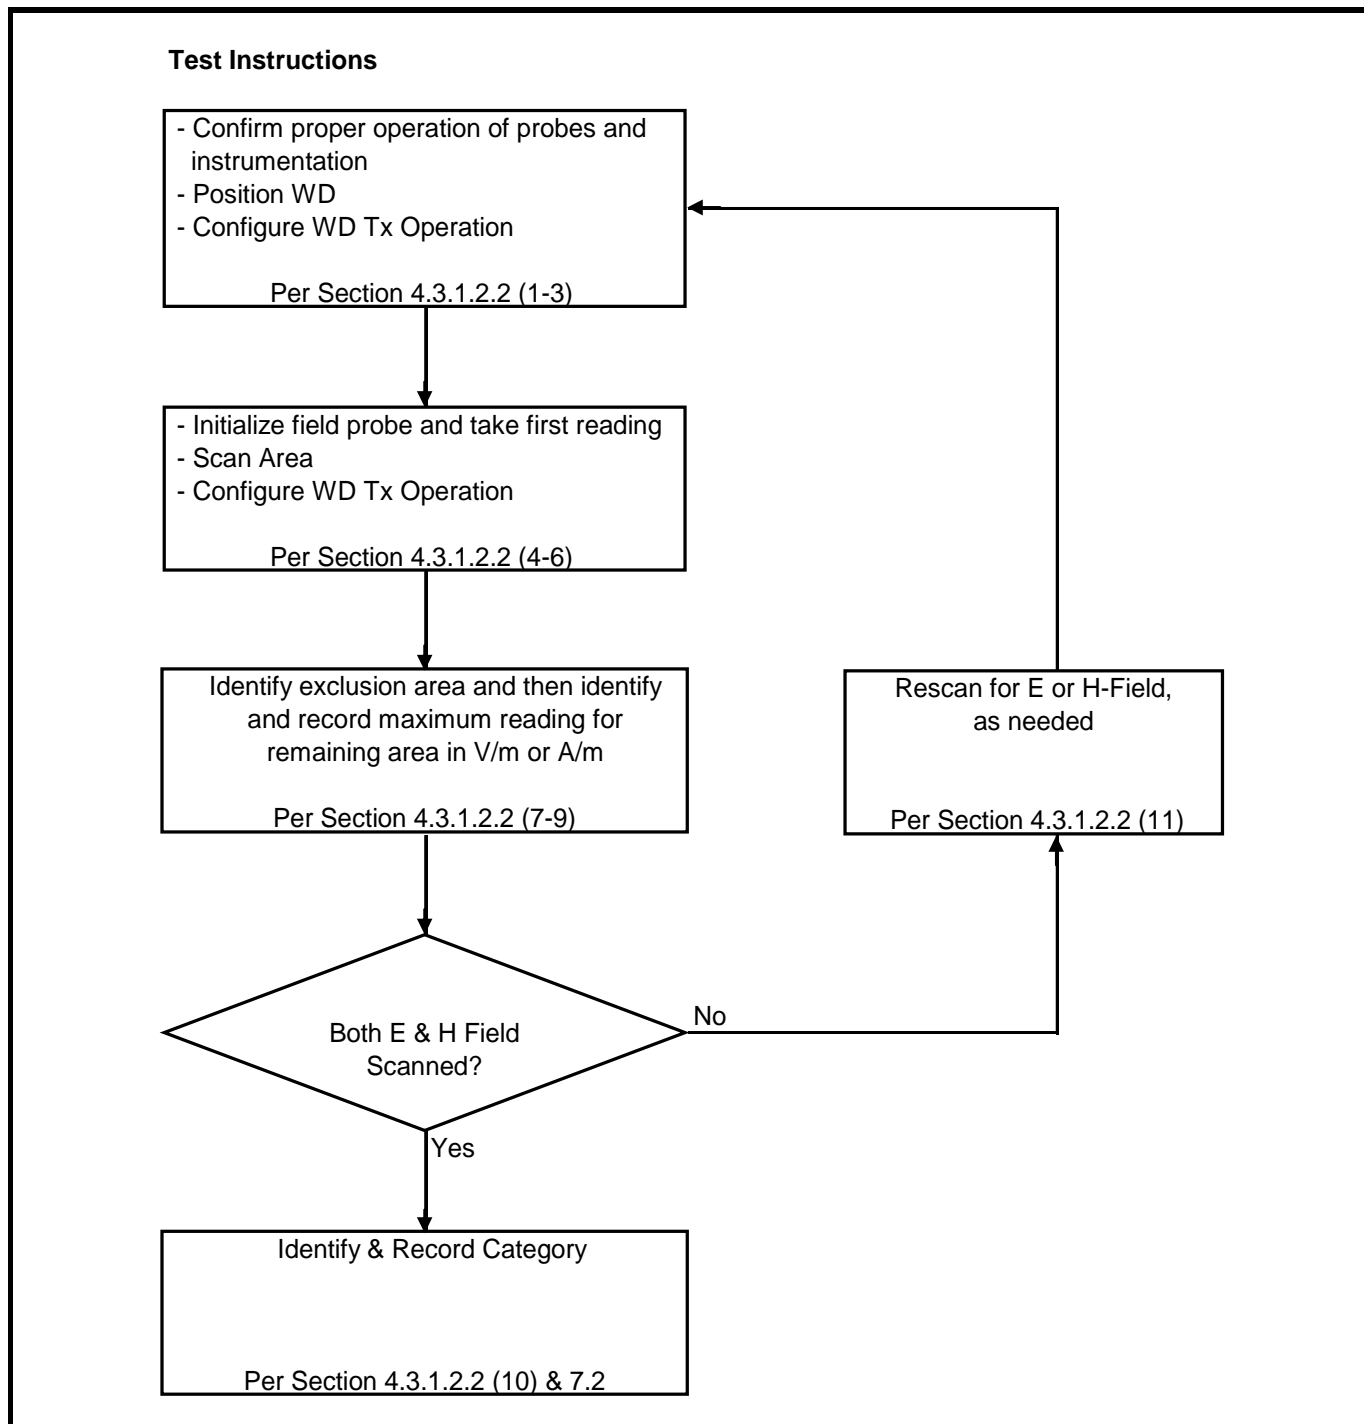 Test Instructions
- Confirm proper operation of probes and
instrumentation
- Position WD
- Configure WD Tx Operation
Per Section 4.3.1.2.2 (1-3)
- Initialize field probe and take first reading
- Scan Area
- Configure WD Tx Operation
Per Section 4.3.1.2.2 (4-6)
Identify exclusion area and then identify
and record maximum reading for
remaining area in V/m or A/m
Per Section 4.3.1.2.2 (7-9)
Rescan for E or H-Field,
as needed
Per Section 4.3.1.2.2 (11)
Both E & H Field
Scanned?
No
Yes
Identify & Record Category
Per Section 4.3.1.2.2 (10) & 7.2